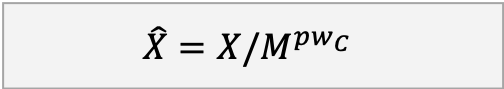 X̂ = X/M^{pw_C}